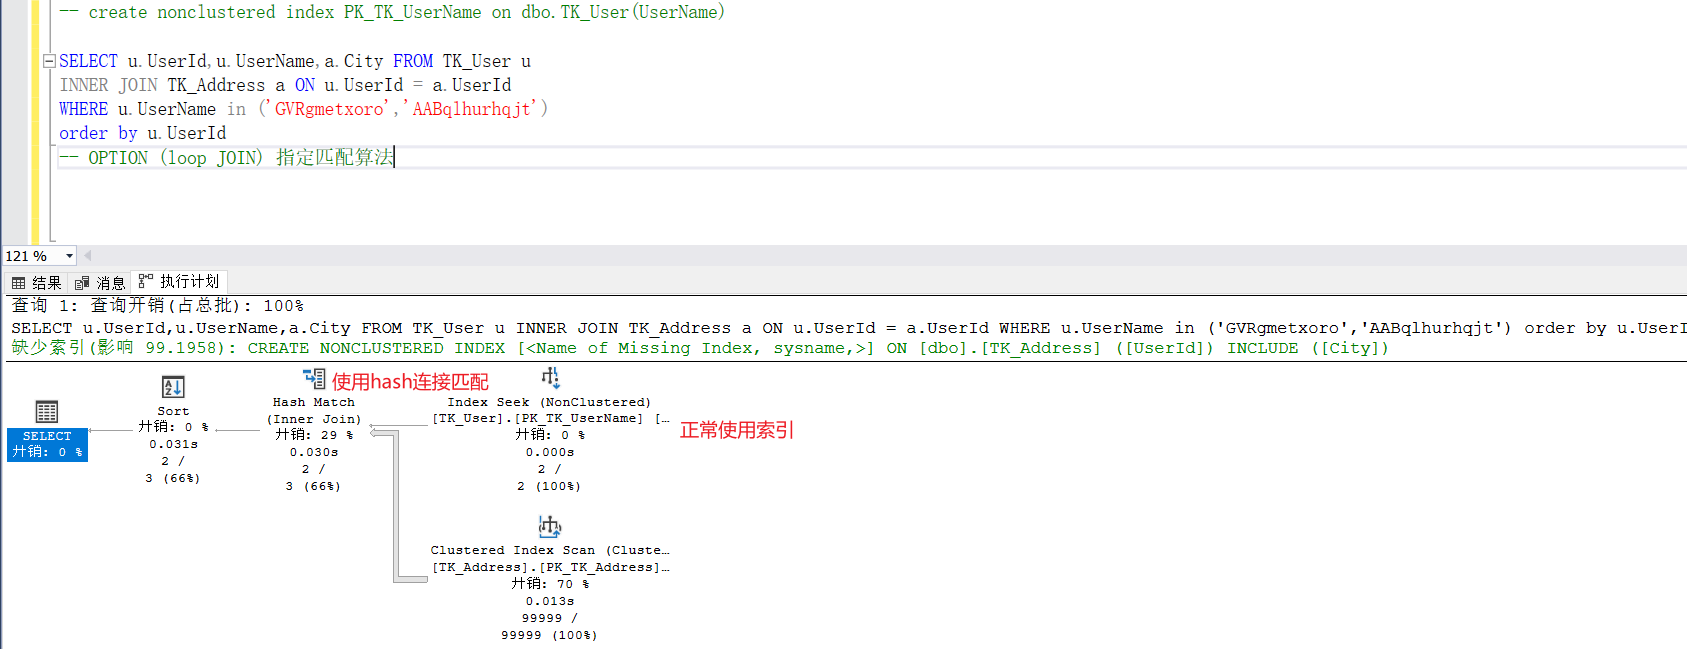 -- create nonclustered index PK_TK_UserName on dbo.TK_User(UserName)
SELECT u.UserId,u.UserName,a.City FROM TK_User u
INNER JOIN TK_Address a ON u.UserId = a.UserId
WHERE u.UserName in ('GVRgmetxoro','AABqlhurhqjt')
order by u.UserId
-- OPTION (loop JOIN) 指定匹配算法
121 %
结果 消息 执行计划
查询 1: 查询开销(占总批): 100%
SELECT u.UserId,u.UserName,a.City FROM TK_User u INNER JOIN TK_Address a ON u.UserId = a.UserId WHERE u.UserName in ('GVRgmetxoro','AABqlhurhqjt') order by u.UserI
缺少索引(影响 99.1958): CREATE NONCLUSTERED INDEX [<Name of Missing Index, sysname,>] ON [dbo].[TK_Address] ([UserId]) INCLUDE ([City])
SELECT
开销: 0 %
Sort
开销: 0 %
0.031s
2 /
3 (66%)
使用hash连接匹配
Hash Match
(Inner Join)
开销: 29 %
0.030s
2 /
3 (66%)
Index Seek (NonClustered)
[TK_User].[PK_TK_UserName] […
开销: 0 %
0.000s
2 /
2 (100%)
正常使用索引
Clustered Index Scan (Cluste…
[TK_Address].[PK_TK_Address]…
开销: 70 %
0.013s
99999 /
99999 (100%)